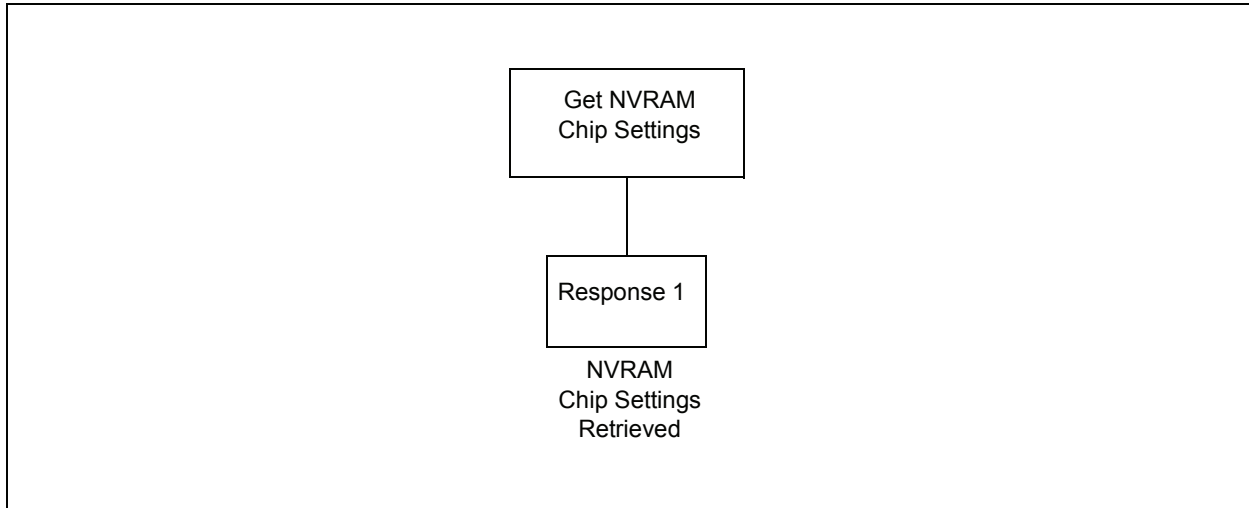 Get NVRAM
Chip Settings
Response 1
NVRAM
Chip Settings
Retrieved